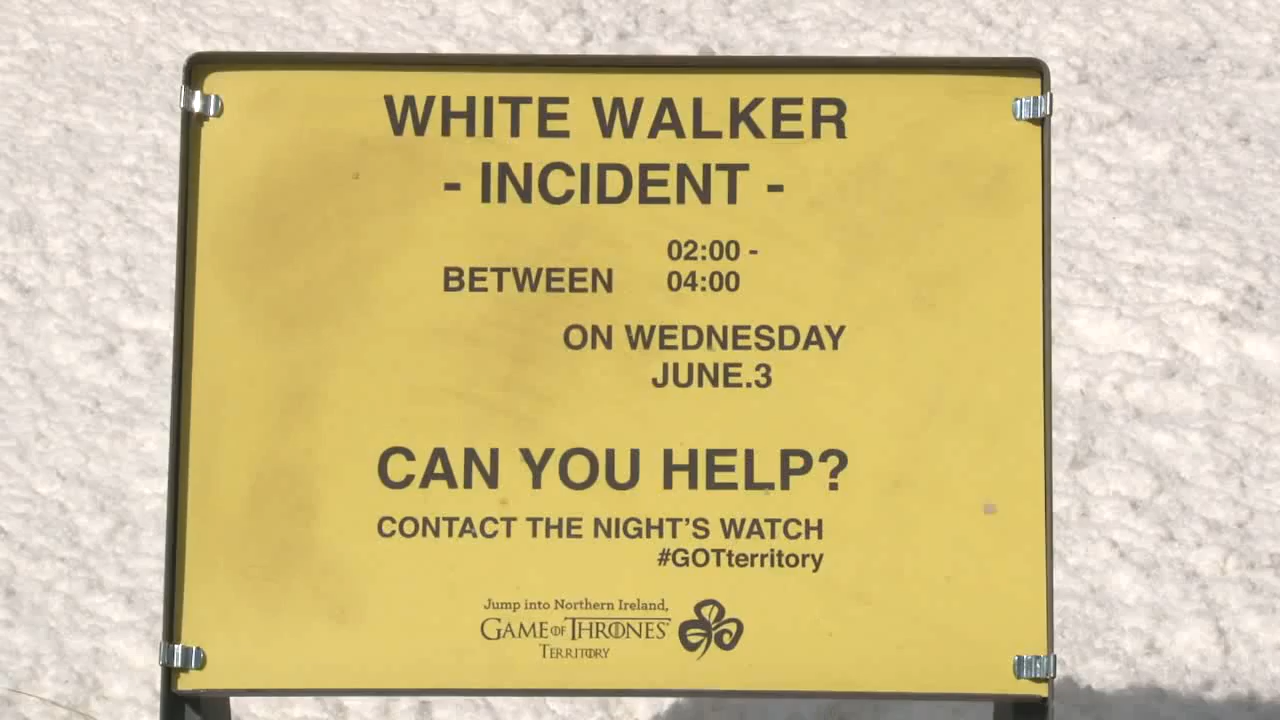 WHITE WALKER
- INCIDENT -
BETWEEN 02:00 -
04:00
ON WEDNESDAY
JUNE.3
CAN YOU HELP?
CONTACT THE NIGHT'S WATCH
#GOTterritory
Jump into Northern Ireland,
GAME OF THRONES
TERRITORY